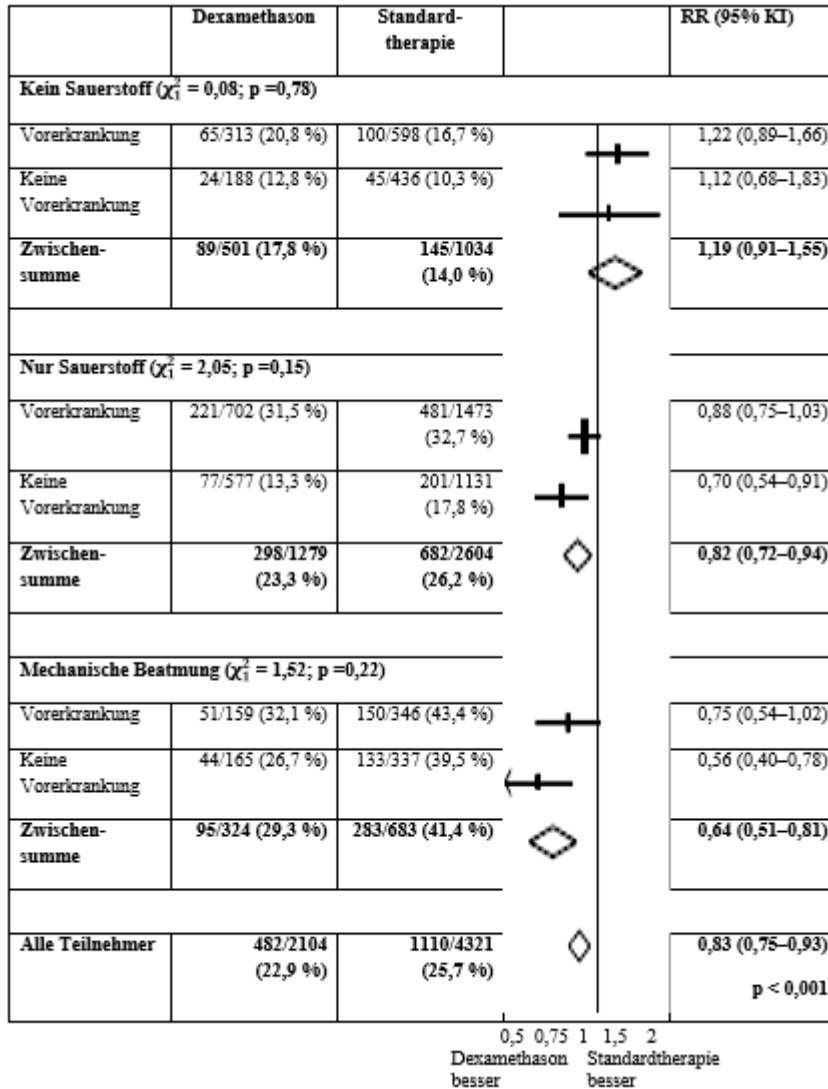 Dexamethason Standard- RR (95% KI)
therapie
Kein Sauerstoff (χ₁² = 0,08; p =0,78)
Vorerkrankung 65/313 (20,8 %) 100/598 (16,7 %) 1,22 (0,89–1,66)
Keine 24/188 (12,8 %) 45/436 (10,3 %) 1,12 (0,68–1,83)
Vorerkrankung
Zwischen- 89/501 (17,8 %) 145/1034 1,19 (0,91–1,55)
summe (14,0 %)
Nur Sauerstoff (χ₁² = 2,05; p =0,15)
Vorerkrankung 221/702 (31,5 %) 481/1473 0,88 (0,75–1,03)
(32,7 %)
Keine 77/577 (13,3 %) 201/1131 0,70 (0,54–0,91)
Vorerkrankung (17,8 %)
Zwischen- 298/1279 682/2604 0,82 (0,72–0,94)
summe (23,3 %) (26,2 %)
Mechanische Beatmung (χ₁² = 1,52; p =0,22)
Vorerkrankung 51/159 (32,1 %) 150/346 (43,4 %) 0,75 (0,54–1,02)
Keine 44/165 (26,7 %) 133/337 (39,5 %) 0,56 (0,40–0,78)
Vorerkrankung
Zwischen- 95/324 (29,3 %) 283/683 (41,4 %) 0,64 (0,51–0,81)
summe
Alle Teilnehmer 482/2104 1110/4321 0,83 (0,75–0,93)
(22,9 %) (25,7 %)
p < 0,001
0,5 0,75 1 1,5 2
Dexamethason Standardtherapie
besser besser